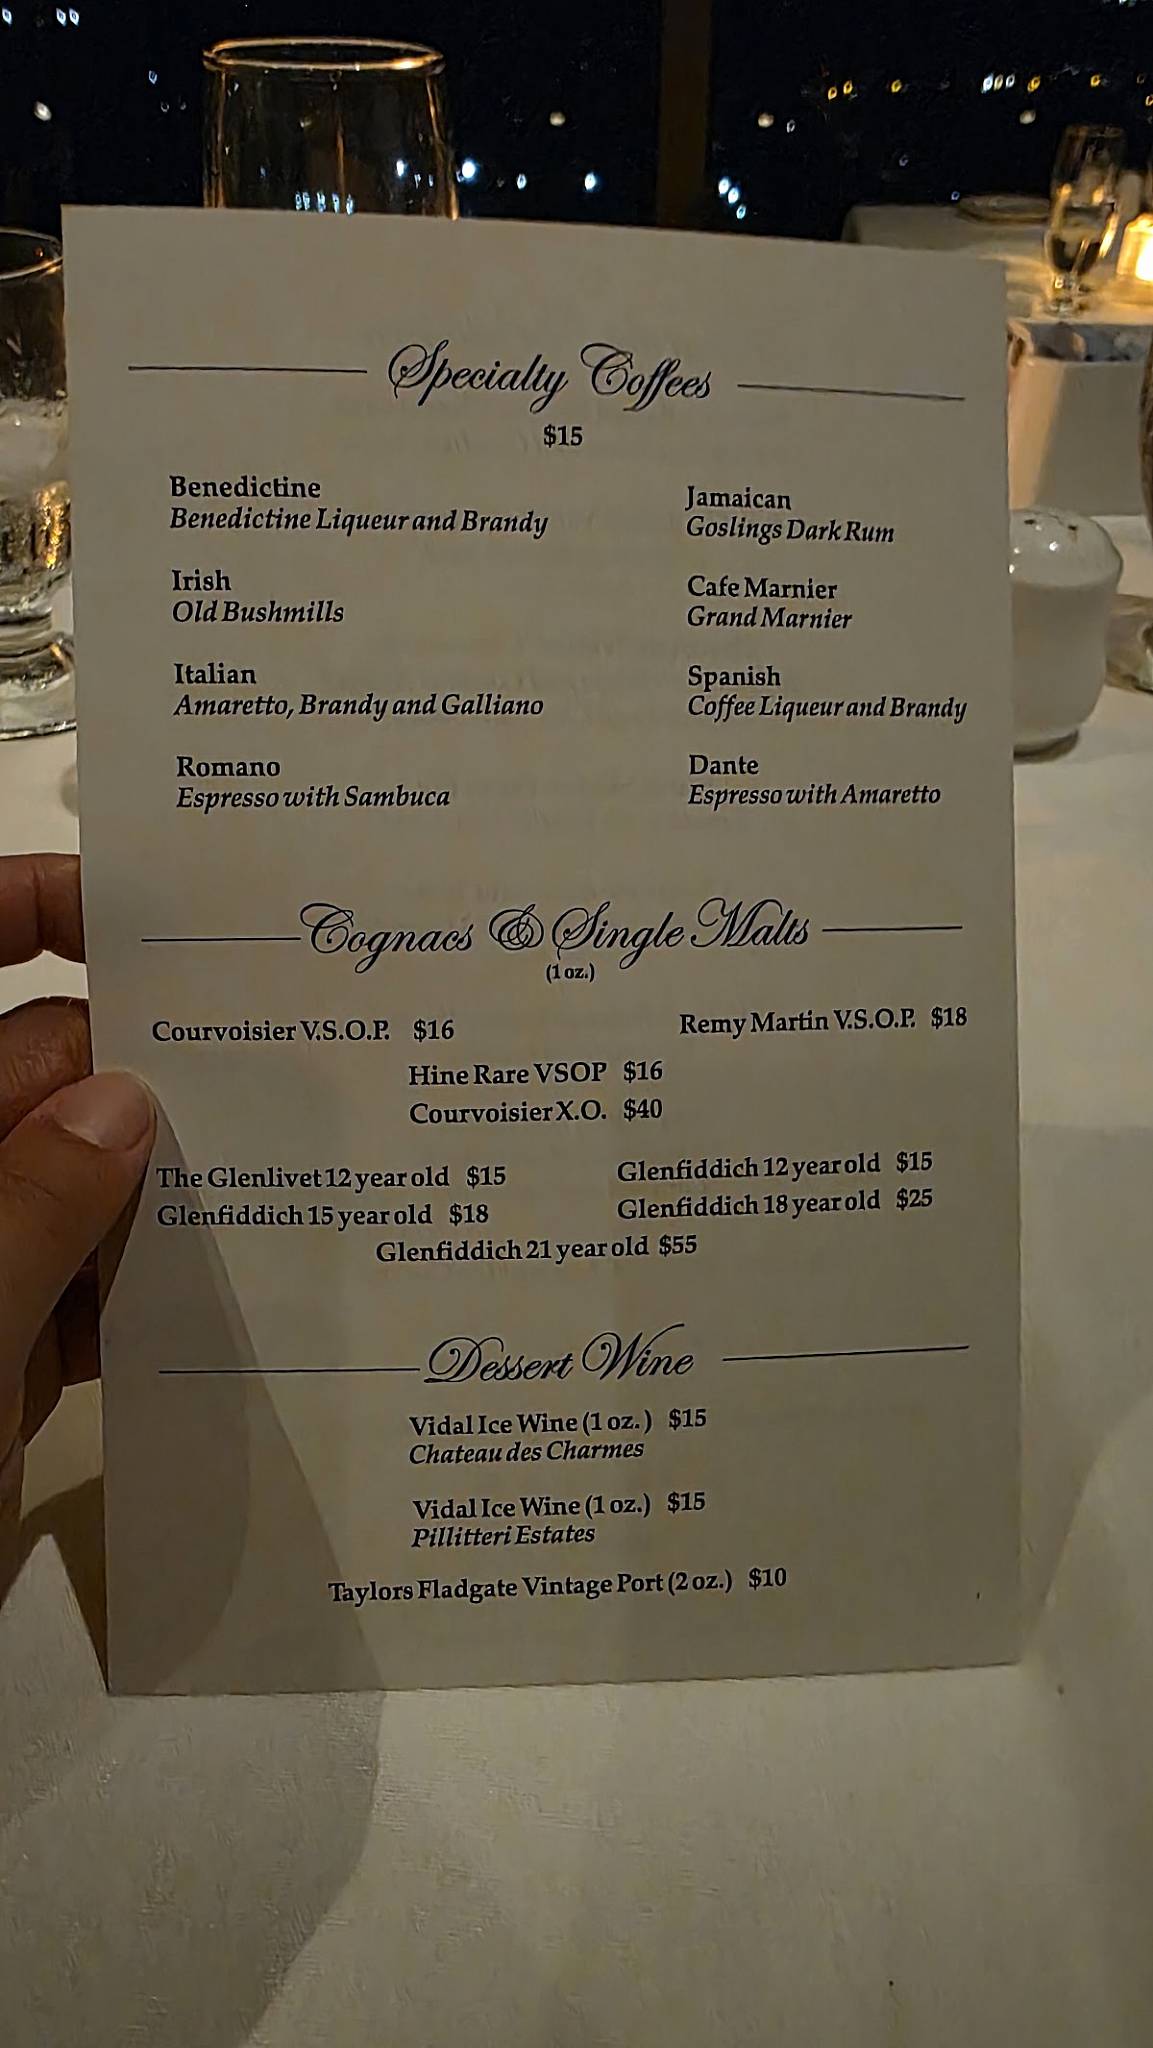 Specialty Coffees
$15
Benedictine
Benedictine Liqueur and Brandy
Irish
Old Bushmills
Italian
Amaretto, Brandy and Galliano
Romano
Espresso with Sambuca
Jamaican
Goslings Dark Rum
Cafe Marnier
Grand Marnier
Spanish
Coffee Liqueur and Brandy
Dante
Espresso with Amaretto
Cognacs & Single Malts
(1 oz.)
Courvoisier V.S.O.P. $16
Remy Martin V.S.O.P. $18
Hine Rare VSOP $16
Courvoisier X.O. $40
The Glenlivet 12 year old $15
Glenfiddich 12 year old $15
Glenfiddich 15 year old $18
Glenfiddich 18 year old $25
Glenfiddich 21 year old $55
Dessert Wine
Vidal Ice Wine (1 oz.) $15
Chateau des Charmes
Vidal Ice Wine (1 oz.) $15
Pillitteri Estates
Taylors Fladgate Vintage Port (2 oz.) $10